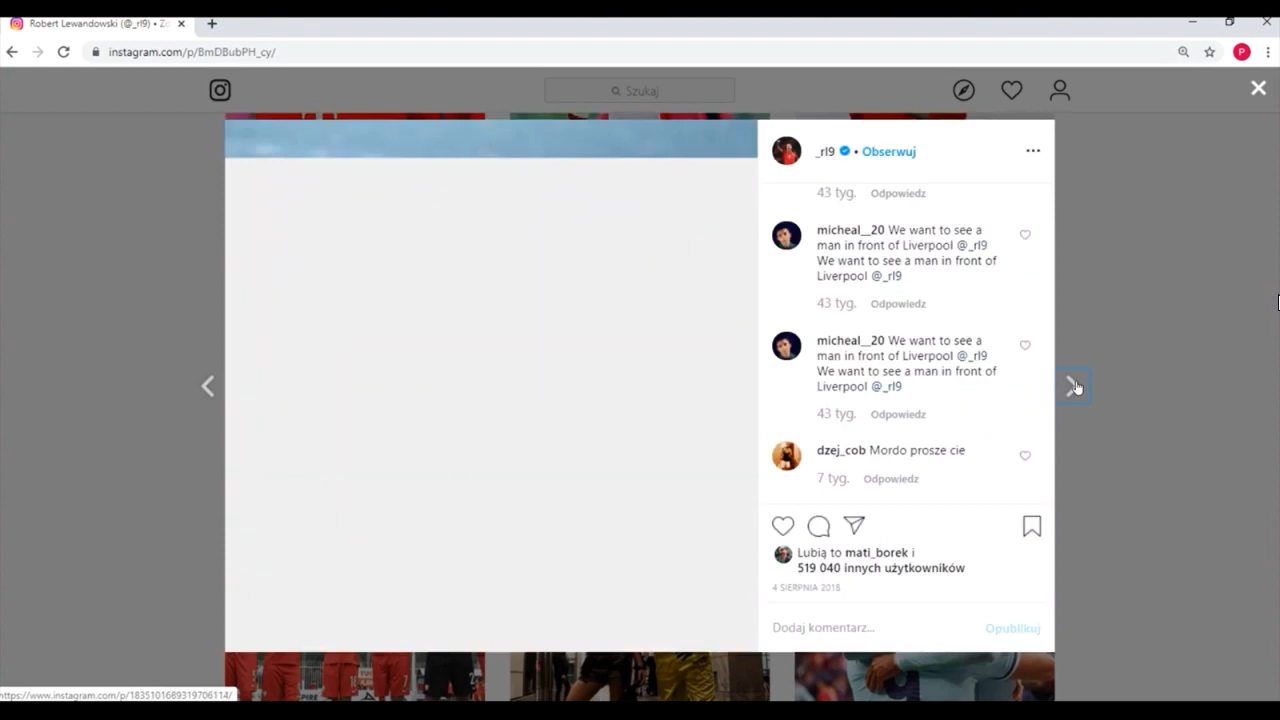 Robert Lewandowski (@_rl9) • Z
instagram.com/p/BmDBubPH_cy/
P
Szukaj
_rl9 • Obserwuj
43 tyg. Odpowiedz
micheal__20 We want to see a
man in front of Liverpool @_rl9
We want to see a man in front of
Liverpool @_rl9
43 tyg. Odpowiedz
micheal__20 We want to see a
man in front of Liverpool @_rl9
We want to see a man in front of
Liverpool @_rl9
43 tyg. Odpowiedz
dzej_cob Mordo prosze cie
7 tyg. Odpowiedz
Lubią to mati_borek i
519 040 innych użytkowników
4 SIERPNIA 2018
Dodaj komentarz... Opublikuj
https://www.instagram.com/p/1835101689319706114/